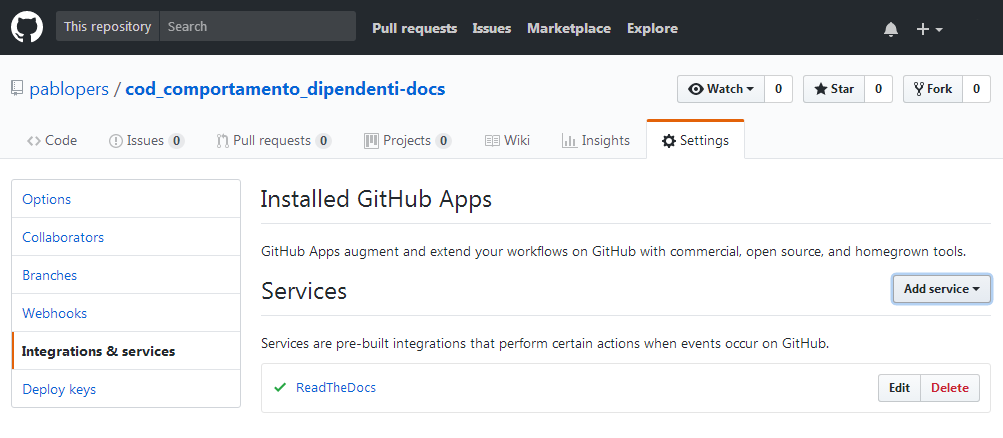 This repository Search Pull requests Issues Marketplace Explore
pablopers / cod_comportamento_dipendenti-docs Watch 0 Star 0 Fork 0
Code Issues 0 Pull requests 0 Projects 0 Wiki Insights Settings
Options
Collaborators
Branches
Webhooks
Integrations & services
Deploy keys
Installed GitHub Apps
GitHub Apps augment and extend your workflows on GitHub with commercial, open source, and homegrown tools.
Services Add service
Services are pre-built integrations that perform certain actions when events occur on GitHub.
ReadTheDocs Edit Delete